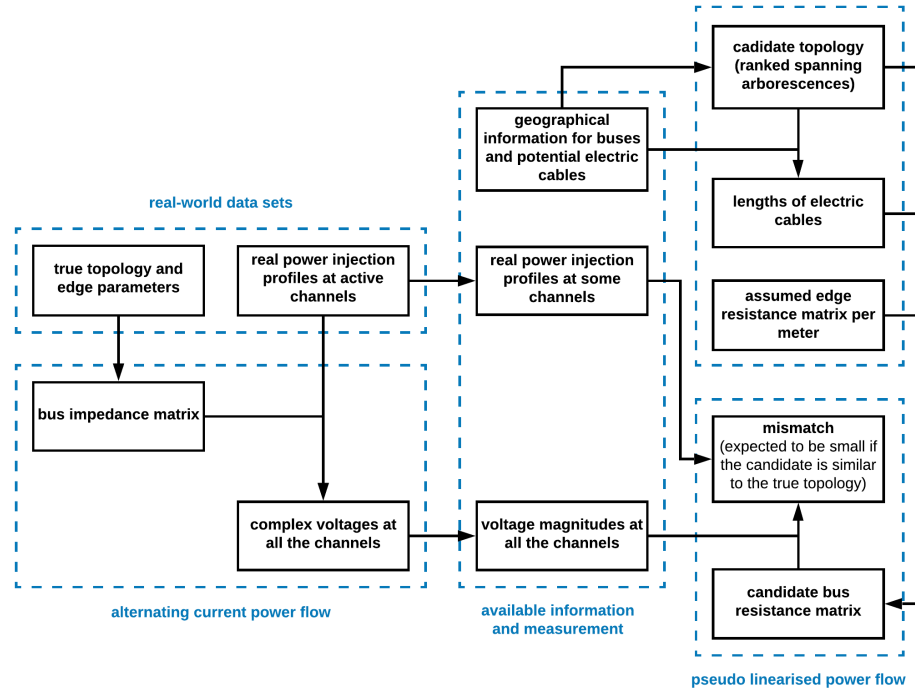 cadidate topology
(ranked spanning
arborescences)
geographical
information for buses
and potential electric
cables
real-world data sets
lengths of electric
cables
true topology and
edge parameters
real power injection
profiles at active
channels
real power injection
profiles at some
channels
assumed edge
resistance matrix per
meter
bus impedance matrix
mismatch
(expected to be small if
the candidate is similar
to the true topology)
complex voltages at
all the channels
voltage magnitudes at
all the channels
candidate bus
resistance matrix
alternating current power flow
available information
and measurement
pseudo linearised power flow